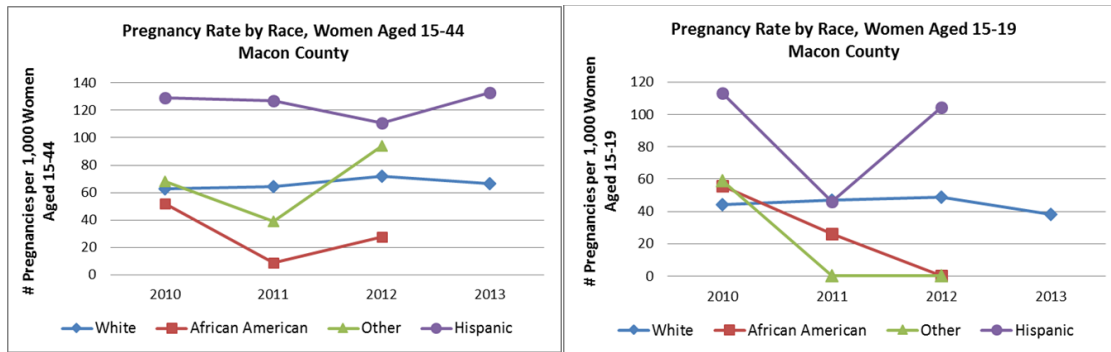 Pregnancy Rate by Race, Women Aged 15-44
Macon County
# Pregnancies per 1,000 Women
Aged 15-44
140
120
100
80
60
40
20
0
2010 2011 2012 2013
White African American Other Hispanic
Pregnancy Rate by Race, Women Aged 15-19
Macon County
# Pregnancies per 1,000 Women
Aged 15-19
120
100
80
60
40
20
0
2010 2011 2012 2013
White African American Other Hispanic